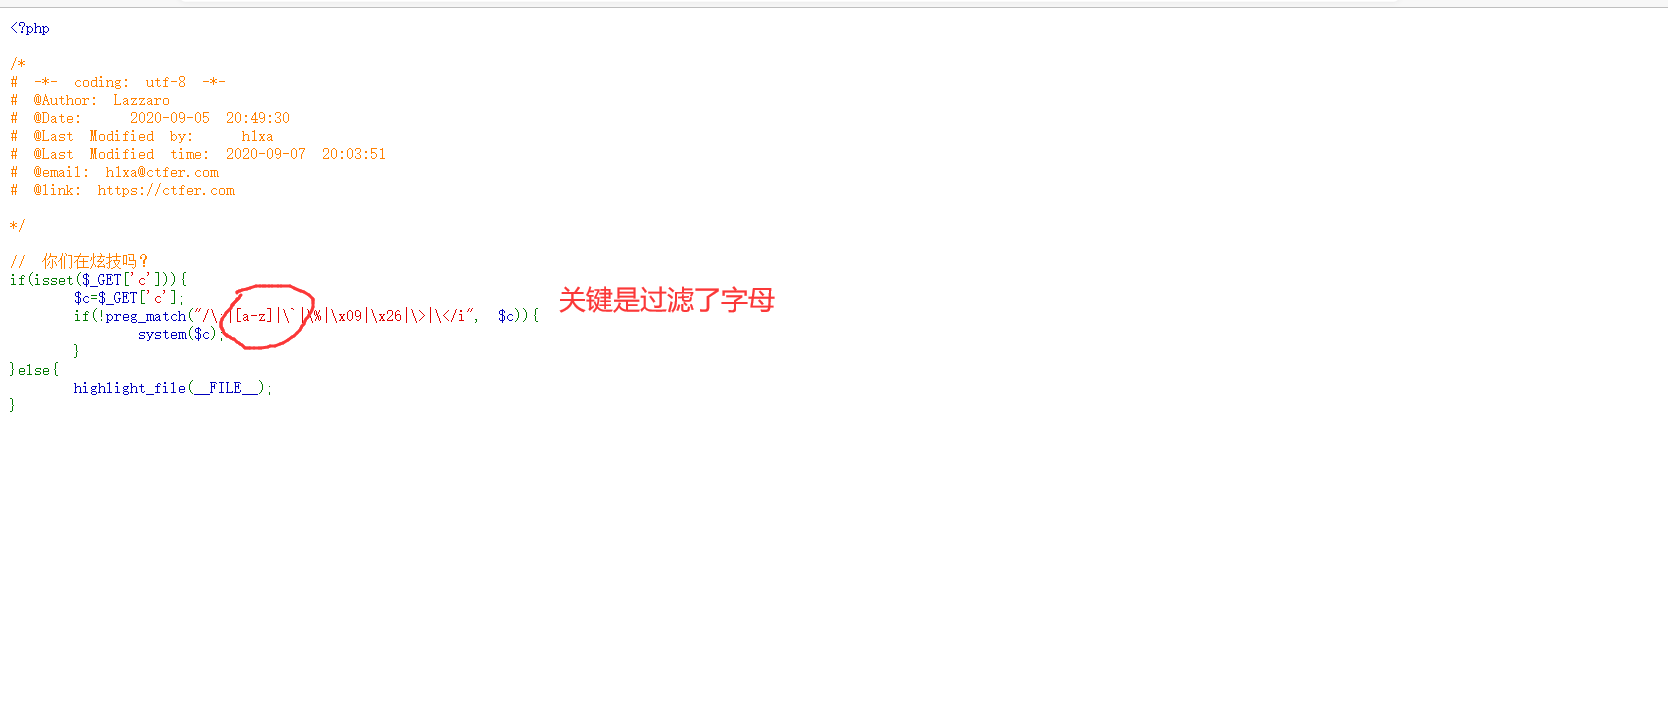 <?php
/*
# -*- coding: utf-8 -*-
# @Author: Lazzaro
# @Date: 2020-09-05 20:49:30
# @Last Modified by: h1xa
# @Last Modified time: 2020-09-07 20:03:51
# @email: h1xa@ctfer.com
# @link: https://ctfer.com
*/
// 你们在炫技吗？
if(isset($_GET['c'])){
$c=$_GET['c'];
if(!preg_match("/\;|[a-z]|\`|\%|\x09|\x26|\>|\</i", $c)){
关键是过滤了字母
system($c);
}
}else{
highlight_file(__FILE__);
}